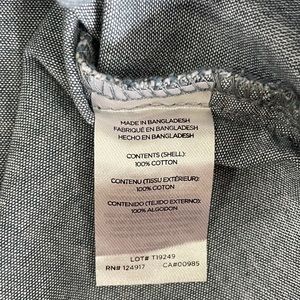 MADE IN BANGLADESH
FABRIQUÉ EN BANGLADESH
HECHO EN BANGLADESH
CONTENTS (SHELL):
100% COTTON
CONTENU (TISSU EXTÉRIEUR):
100% COTON
CONTENIDO (TEJIDO EXTERNO):
100% ALGODON
LOT# T19249
RN# 124917 CA#00985